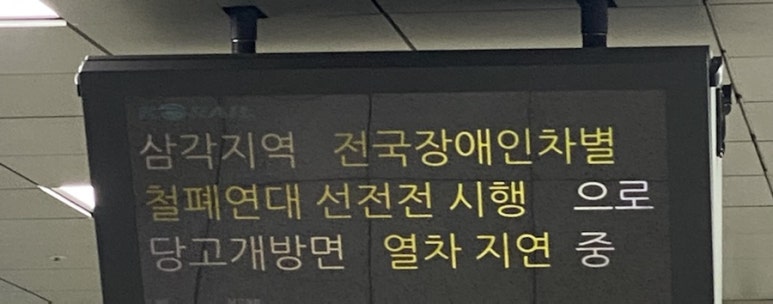 KORAIL
삼각지역 전국장애인차별
철폐연대 선전전 시행 으로
당고개방면 열차 지연 중